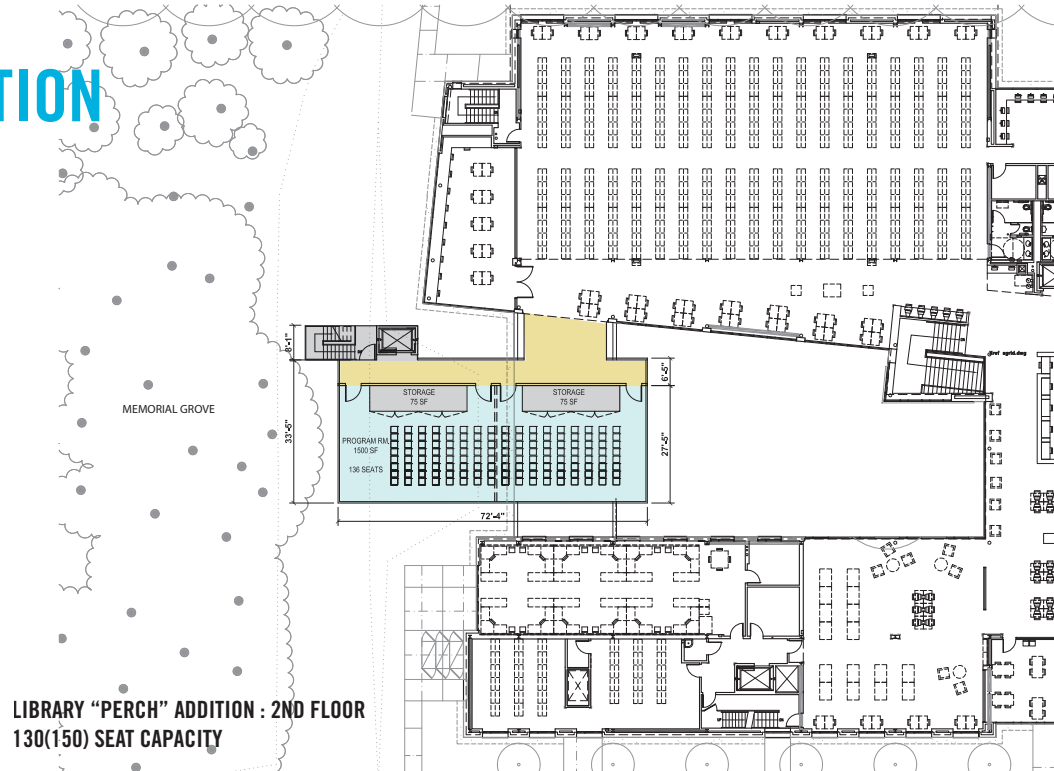 TION
STORAGE
75 SF
STORAGE
75 SF
MEMORIAL GROVE
PROGRAM RM.
1500 SF
136 SEATS
8'-1"
33'-5"
6'-5"
27'-5"
72'-4"
LIBRARY “PERCH” ADDITION : 2ND FLOOR
130(150) SEAT CAPACITY